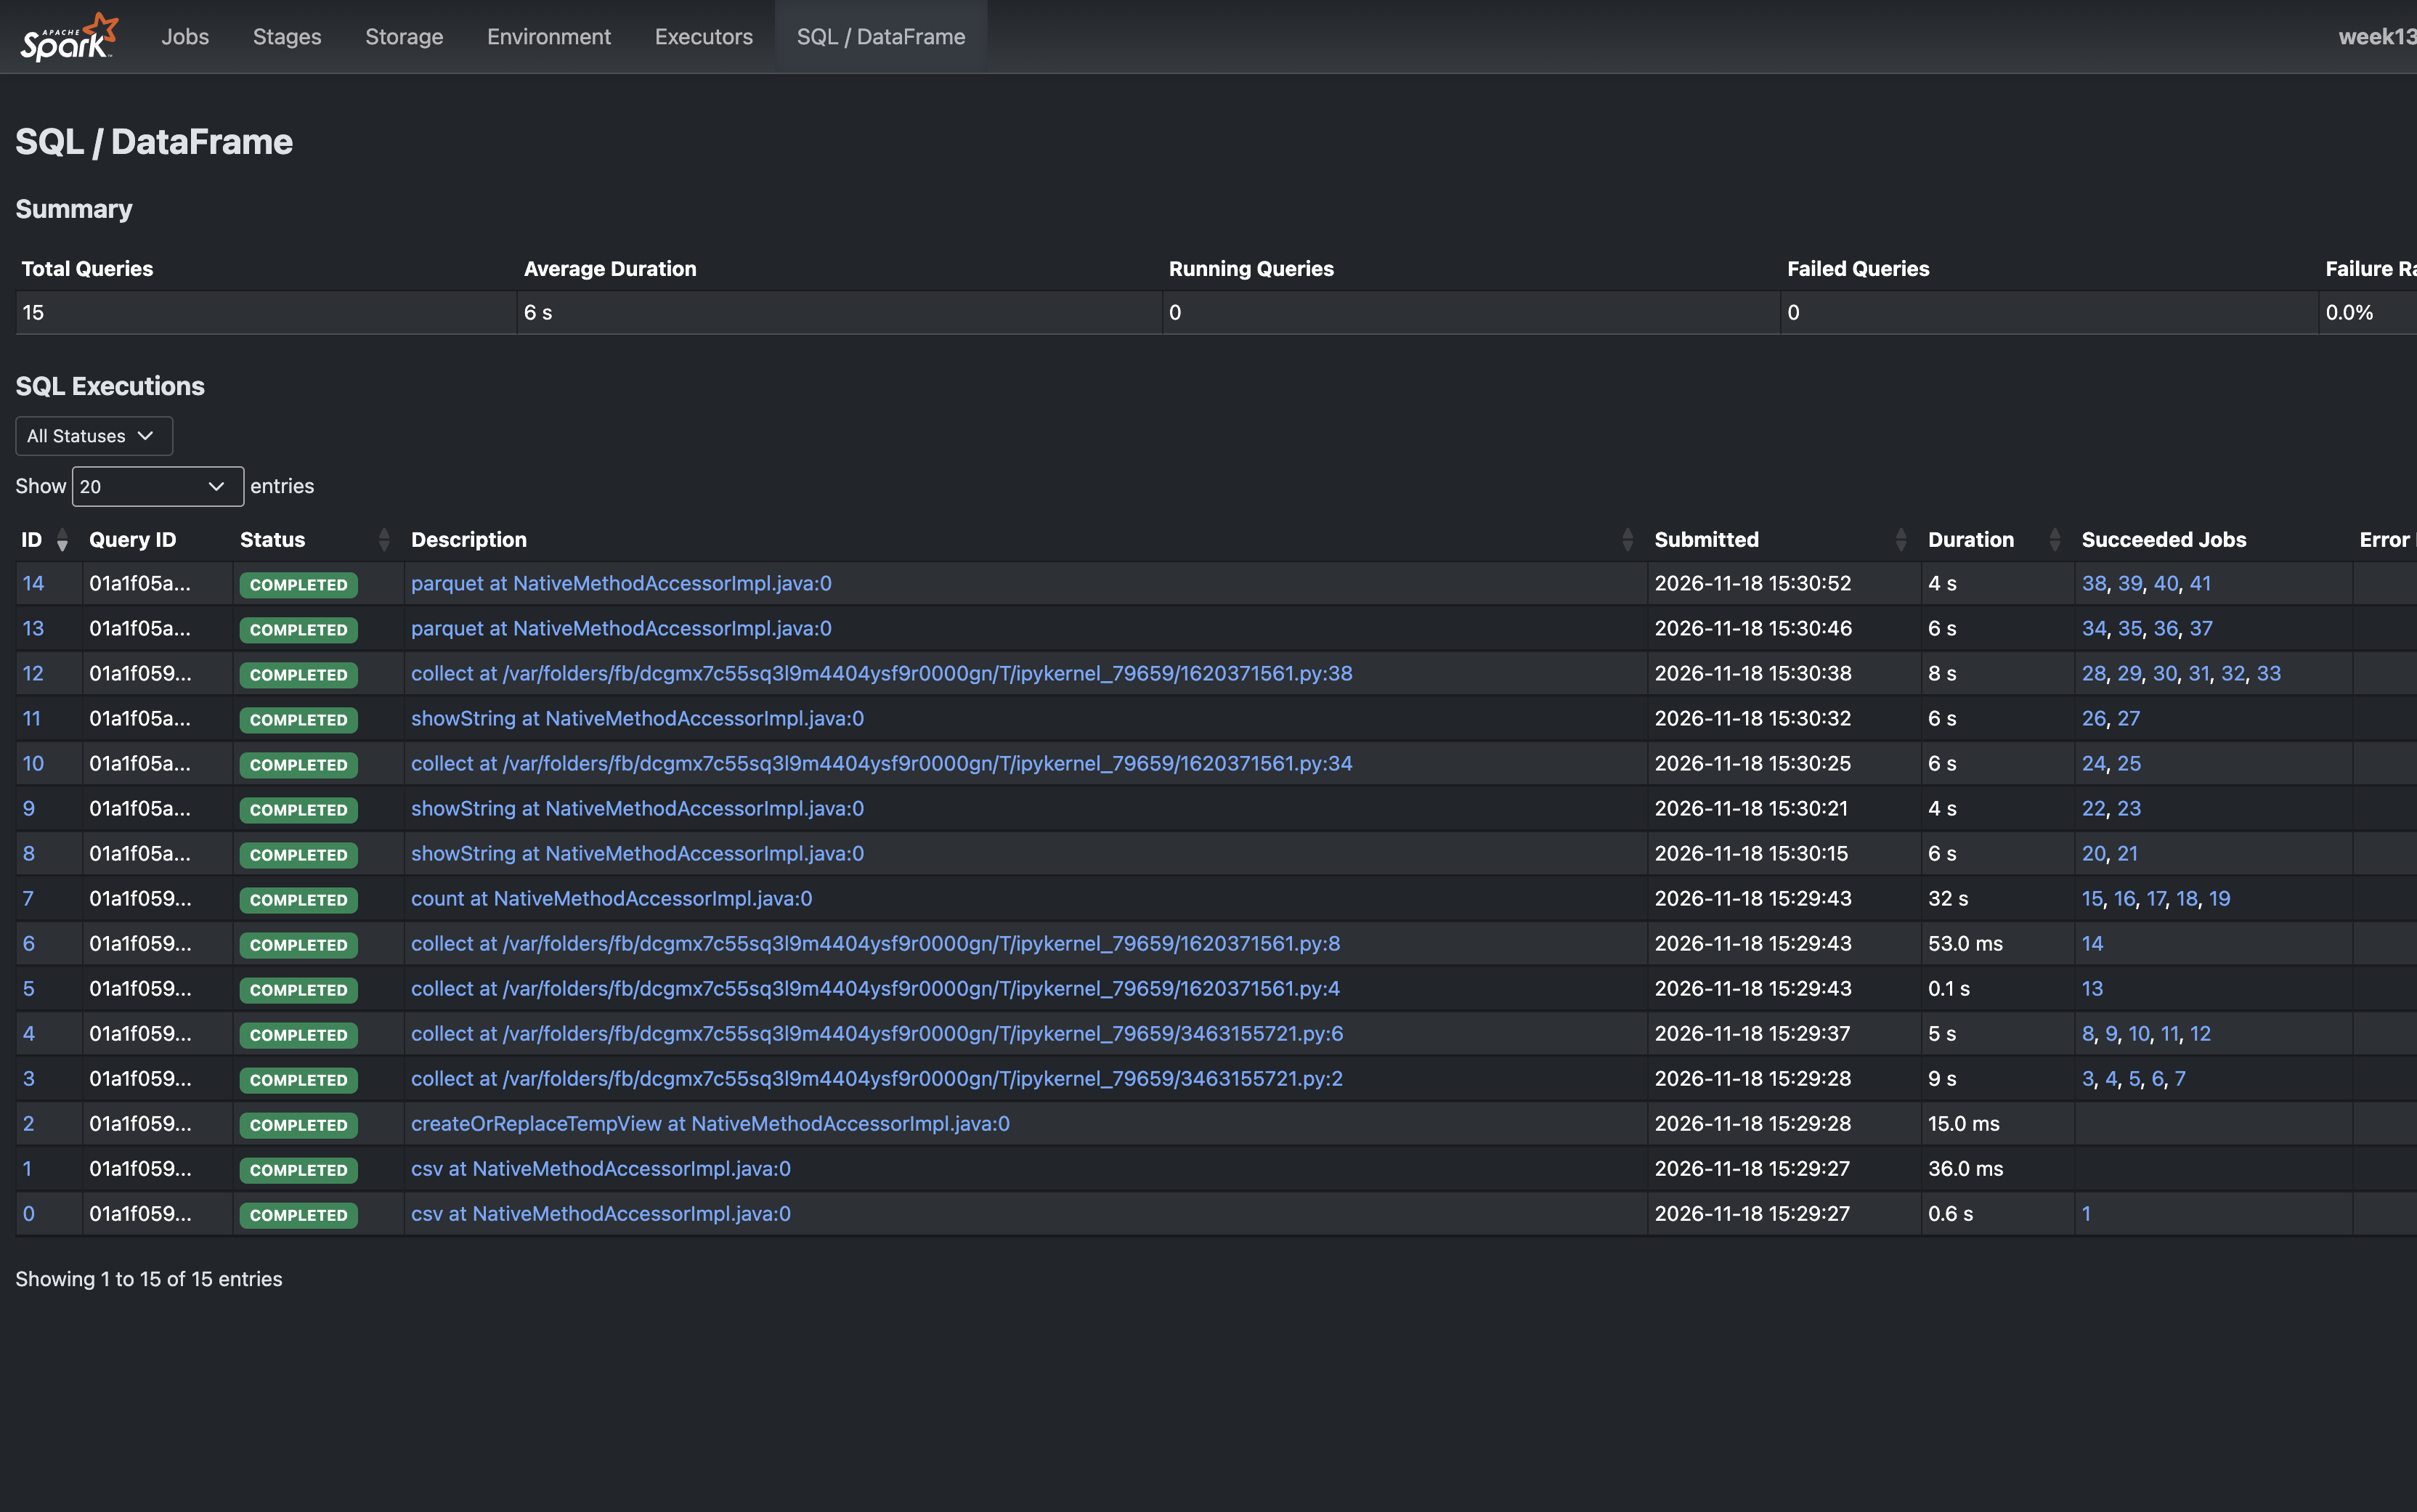 APACHE Spark Jobs Stages Storage Environment Executors SQL / DataFrame week13
SQL / DataFrame
Summary
Total Queries Average Duration Running Queries Failed Queries Failure Ra
15 6 s 0 0 0.0%
SQL Executions
All Statuses
Show 20 entries
ID Query ID Status Description Submitted Duration Succeeded Jobs Error
14 01a1f05a... COMPLETED parquet at NativeMethodAccessorImpl.java:0 2026-11-18 15:30:52 4 s 38, 39, 40, 41
13 01a1f05a... COMPLETED parquet at NativeMethodAccessorImpl.java:0 2026-11-18 15:30:46 6 s 34, 35, 36, 37
12 01a1f059... COMPLETED collect at /var/folders/fb/dcgmx7c55sq3l9m4404ysf9r0000gn/T/ipykernel_79659/1620371561.py:38 2026-11-18 15:30:38 8 s 28, 29, 30, 31, 32, 33
11 01a1f05a... COMPLETED showString at NativeMethodAccessorImpl.java:0 2026-11-18 15:30:32 6 s 26, 27
10 01a1f05a... COMPLETED collect at /var/folders/fb/dcgmx7c55sq3l9m4404ysf9r0000gn/T/ipykernel_79659/1620371561.py:34 2026-11-18 15:30:25 6 s 24, 25
9 01a1f05a... COMPLETED showString at NativeMethodAccessorImpl.java:0 2026-11-18 15:30:21 4 s 22, 23
8 01a1f05a... COMPLETED showString at NativeMethodAccessorImpl.java:0 2026-11-18 15:30:15 6 s 20, 21
7 01a1f059... COMPLETED count at NativeMethodAccessorImpl.java:0 2026-11-18 15:29:43 32 s 15, 16, 17, 18, 19
6 01a1f059... COMPLETED collect at /var/folders/fb/dcgmx7c55sq3l9m4404ysf9r0000gn/T/ipykernel_79659/1620371561.py:8 2026-11-18 15:29:43 53.0 ms 14
5 01a1f059... COMPLETED collect at /var/folders/fb/dcgmx7c55sq3l9m4404ysf9r0000gn/T/ipykernel_79659/1620371561.py:4 2026-11-18 15:29:43 0.1 s 13
4 01a1f059... COMPLETED collect at /var/folders/fb/dcgmx7c55sq3l9m4404ysf9r0000gn/T/ipykernel_79659/3463155721.py:6 2026-11-18 15:29:37 5 s 8, 9, 10, 11, 12
3 01a1f059... COMPLETED collect at /var/folders/fb/dcgmx7c55sq3l9m4404ysf9r0000gn/T/ipykernel_79659/3463155721.py:2 2026-11-18 15:29:28 9 s 3, 4, 5, 6, 7
2 01a1f059... COMPLETED createOrReplaceTempView at NativeMethodAccessorImpl.java:0 2026-11-18 15:29:28 15.0 ms
1 01a1f059... COMPLETED csv at NativeMethodAccessorImpl.java:0 2026-11-18 15:29:27 36.0 ms
0 01a1f059... COMPLETED csv at NativeMethodAccessorImpl.java:0 2026-11-18 15:29:27 0.6 s 1
Showing 1 to 15 of 15 entries